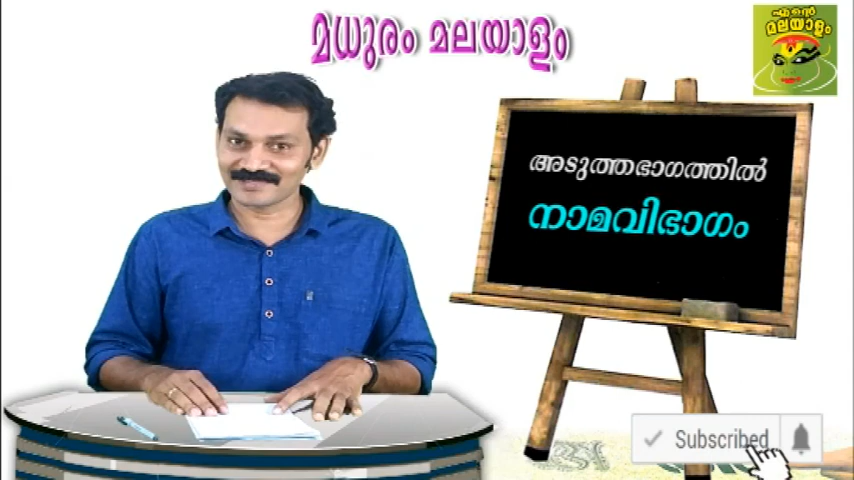 മധുരം മലയാളം
എന്റെ
മലയാളം
അടുത്തഭാഗത്തിൽ
നാമവിഭാഗം
Subscribed